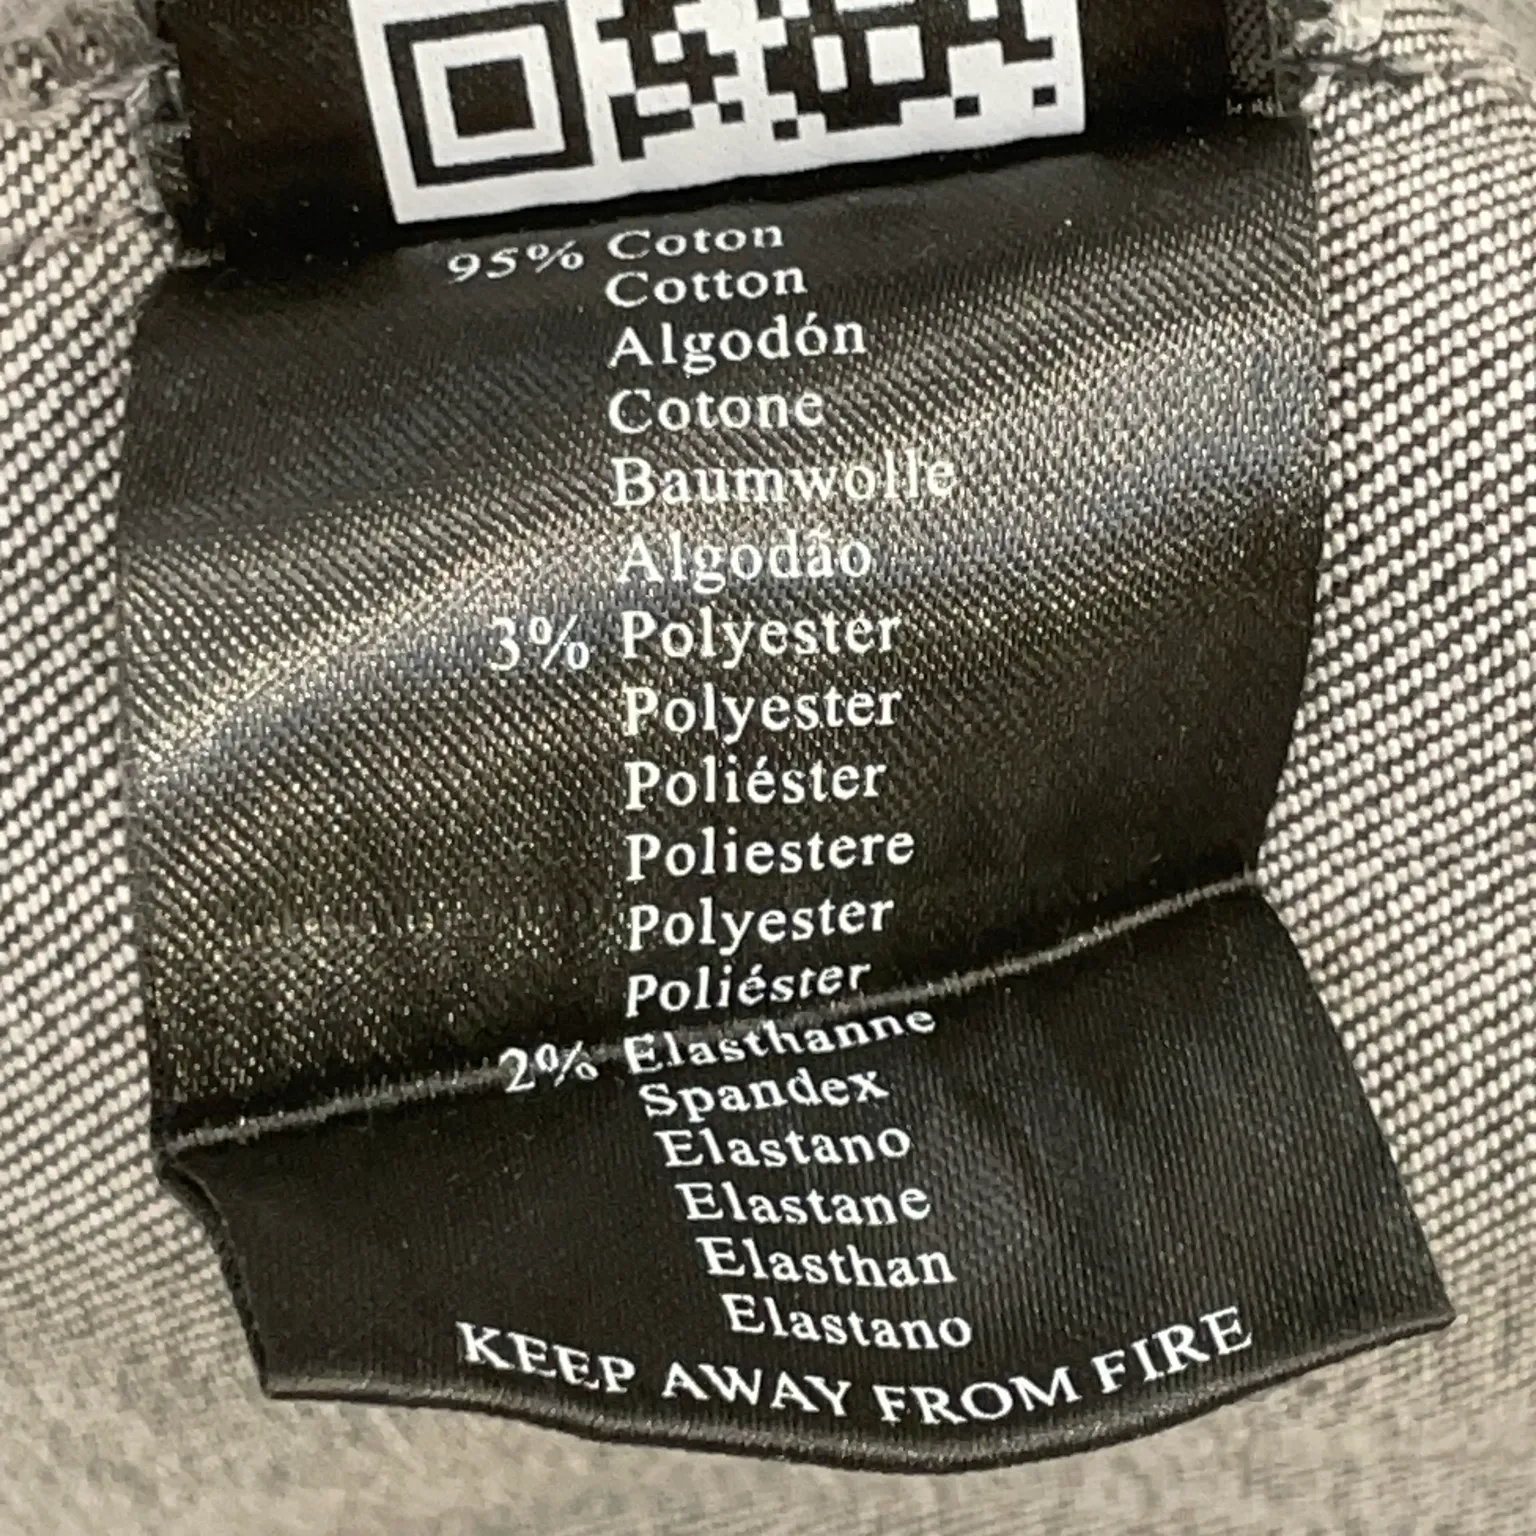 95% Coton
Cotton
Algodón
Cotone
Baumwolle
Algodão
3% Polyester
Polyester
Poliéster
Poliestere
Polyester
Poliéster
2% Elasthanne
Spandex
Elastano
Elastane
Elasthan
Elastano
KEEP AWAY FROM FIRE